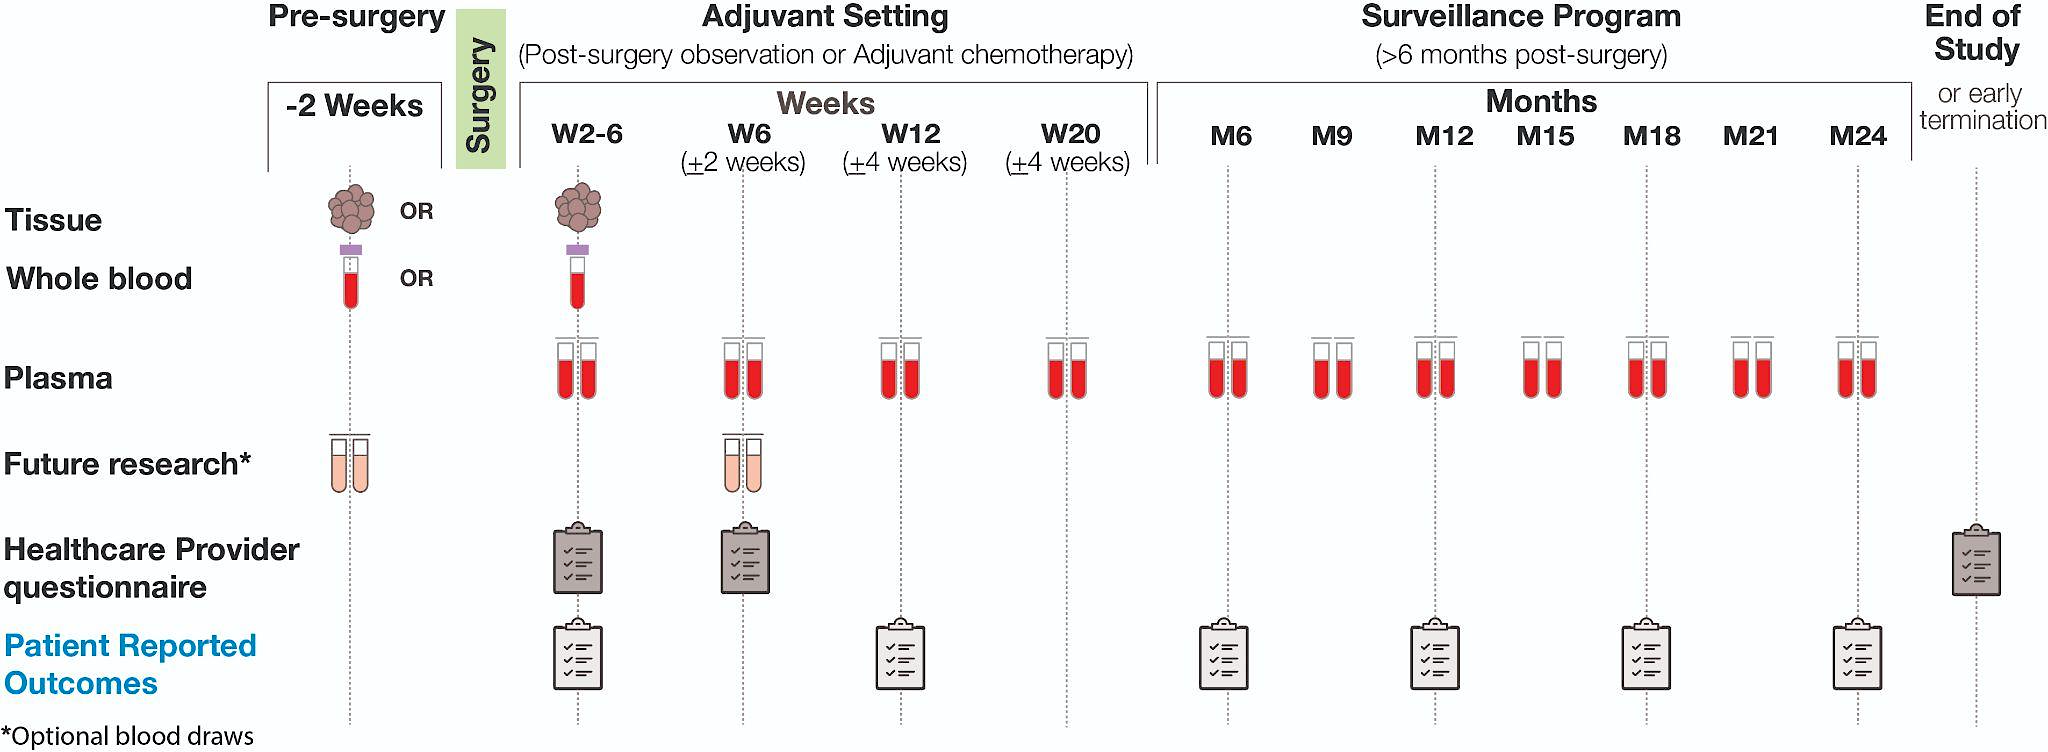 Pre-surgery
Surgery
Adjuvant Setting
(Post-surgery observation or Adjuvant chemotherapy)
Surveillance Program
(>6 months post-surgery)
End of
Study
or early
termination
-2 Weeks
Weeks
W2-6 W6 W12 W20
(±2 weeks) (±4 weeks) (±4 weeks)
Months
M6 M9 M12 M15 M18 M21 M24
Tissue OR
Whole blood OR
Plasma
Future research*
Healthcare Provider
questionnaire
Patient Reported
Outcomes
*Optional blood draws